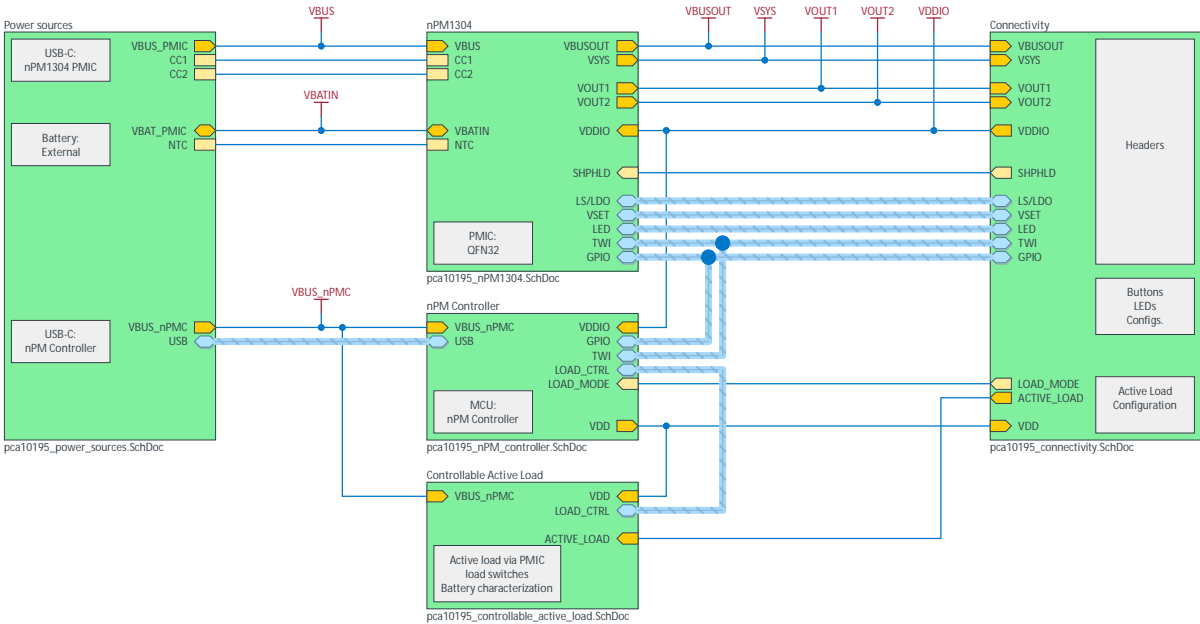 VBUS
VBUSOUT
VSYS
VOUT1
VOUT2
VDDIO
Power sources
USB-C:
nPM1304 PMIC
VBUS_PMIC
CC1
CC2
VBATIN
Battery:
External
VBAT_PMIC
NTC
VBUS_nPMC
USB-C:
nPM Controller
VBUS_nPMC
USB
pca10195_power_sources.SchDoc
nPM1304
VBUS
CC1
CC2
VBATIN
NTC
VBUSOUT
VSYS
VOUT1
VOUT2
VDDIO
SHPHLD
LS/LDO
VSET
LED
TWI
GPIO
PMIC:
QFN32
pca10195_nPM1304.SchDoc
nPM Controller
VBUS_nPMC
USB
VDDIO
GPIO
TWI
LOAD_CTRL
LOAD_MODE
VDD
MCU:
nPM Controller
pca10195_nPM_controller.SchDoc
Controllable Active Load
VBUS_nPMC
VDD
LOAD_CTRL
ACTIVE_LOAD
Active load via PMIC
load switches
Battery characterization
pca10195_controllable_active_load.SchDoc
Connectivity
VBUSOUT
VSYS
VOUT1
VOUT2
VDDIO
SHPHLD
LS/LDO
VSET
LED
TWI
GPIO
Headers
Buttons
LEDs
Configs.
LOAD_MODE
ACTIVE_LOAD
VDD
Active Load
Configuration
pca10195_connectivity.SchDoc